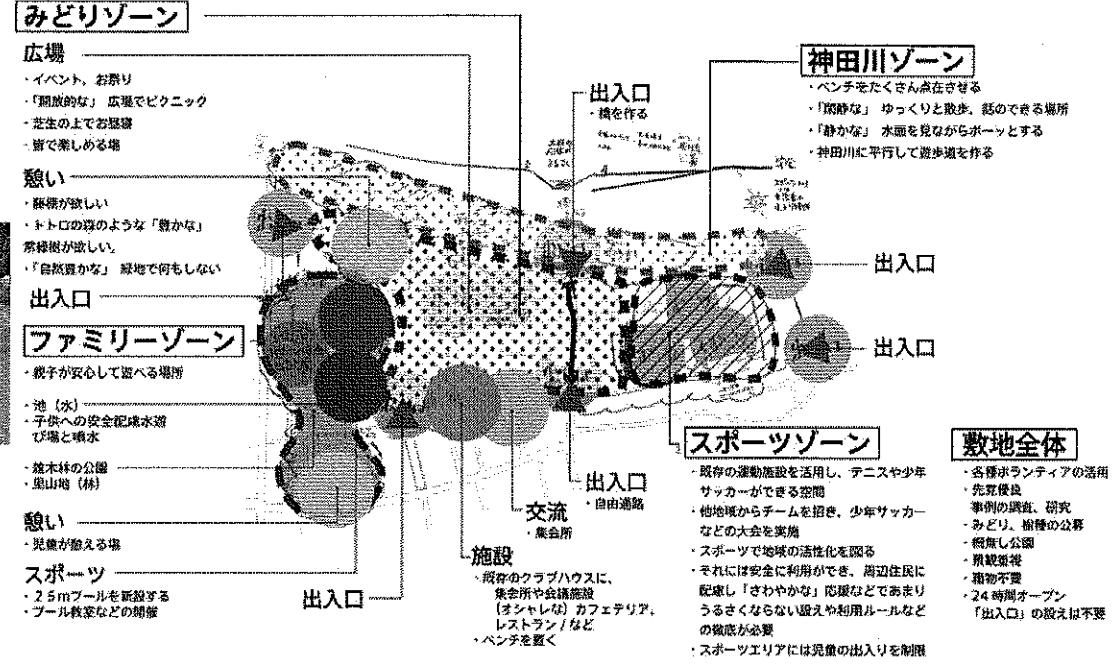 みどりゾーン
広場
・イベント、お祭り
・「開放的な」 広場でピクニック
・芝生の上でお昼寝
・皆で楽しめる場
憩い
・藤棚が欲しい
・トトロの森のような「豊かな」
常緑樹が欲しい。
・「自然豊かな」 緑地で何もしない
出入口
ファミリーゾーン
・親子が安心して遊べる場所
・池（水）
・子供への安全配慮水遊
び場と噴水
・雑木林の公園
・里山地（林）
憩い
・児童が憩える場
スポーツ
・25mプールを新設する
・プール教室などの開催
出入口
・橋を作る
神田川ゾーン
・ベンチをたくさん点在させる
・「閑静な」 ゆっくりと散歩、話のできる場所
・「静かな」 水面を見ながらボーッとする
・神田川に平行して遊歩道を作る
出入口
出入口
出入口
施設
・既存のクラブハウスに、
集会所や会議施設
（オシャレな）カフェテリア、
レストラン / など
・ベンチを置く
交流
・集会所
出入口
・自由通路
スポーツゾーン
・既存の運動施設を活用し、テニスや少年
サッカーができる空間
・他地域からチームを招き、少年サッカー
などの大会を実施
・スポーツで地域の活性化を図る
・それには安全に利用ができ、周辺住民に
配慮し「さわやかな」応援などであまり
うるさくならない設えや利用ルールなど
の徹底が必要
・スポーツエリアには児童の出入りを制限
敷地全体
・各種ボランティアの活用
・先覚優良
事例の調査、研究
・みどり、樹種の公募
・柵無し公園
・景観重視
・建物不要
・24時間オープン
「出入口」の設えは不要